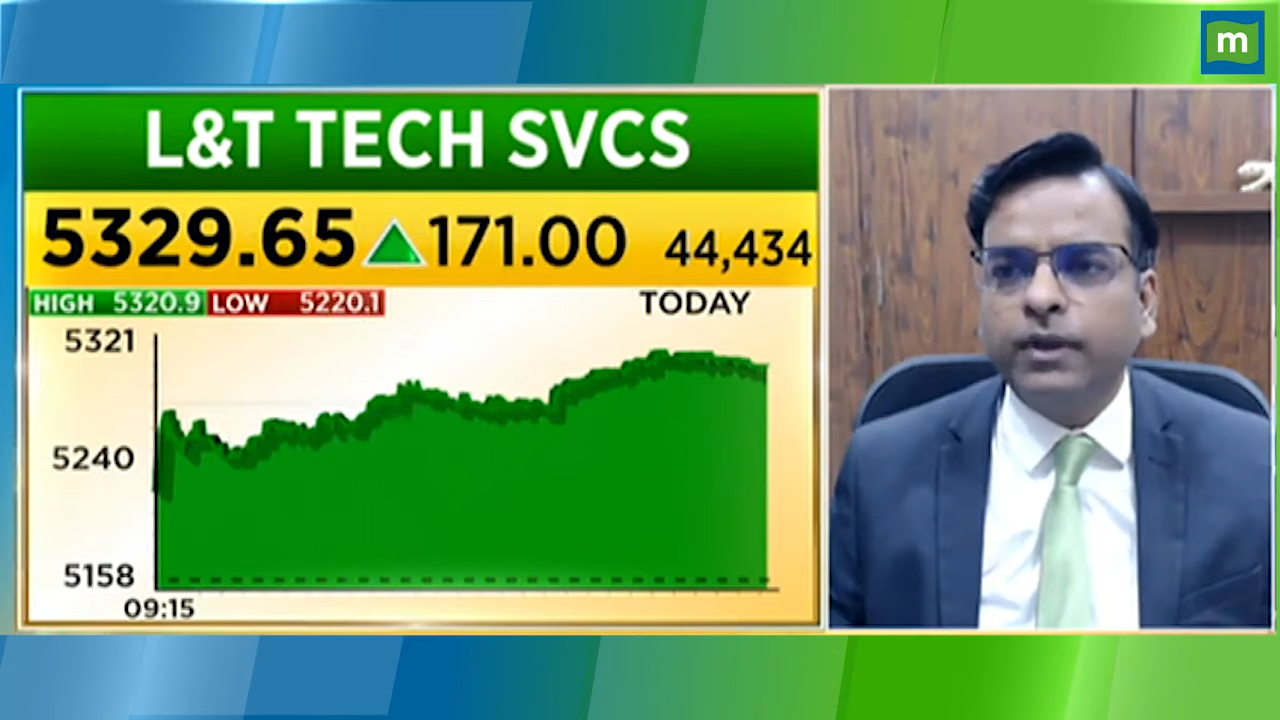 m
L&T TECH SVCS
5329.65 ▲ 171.00 44,434
HIGH 5320.9 LOW 5220.1 TODAY
5321
5240
5158
09:15